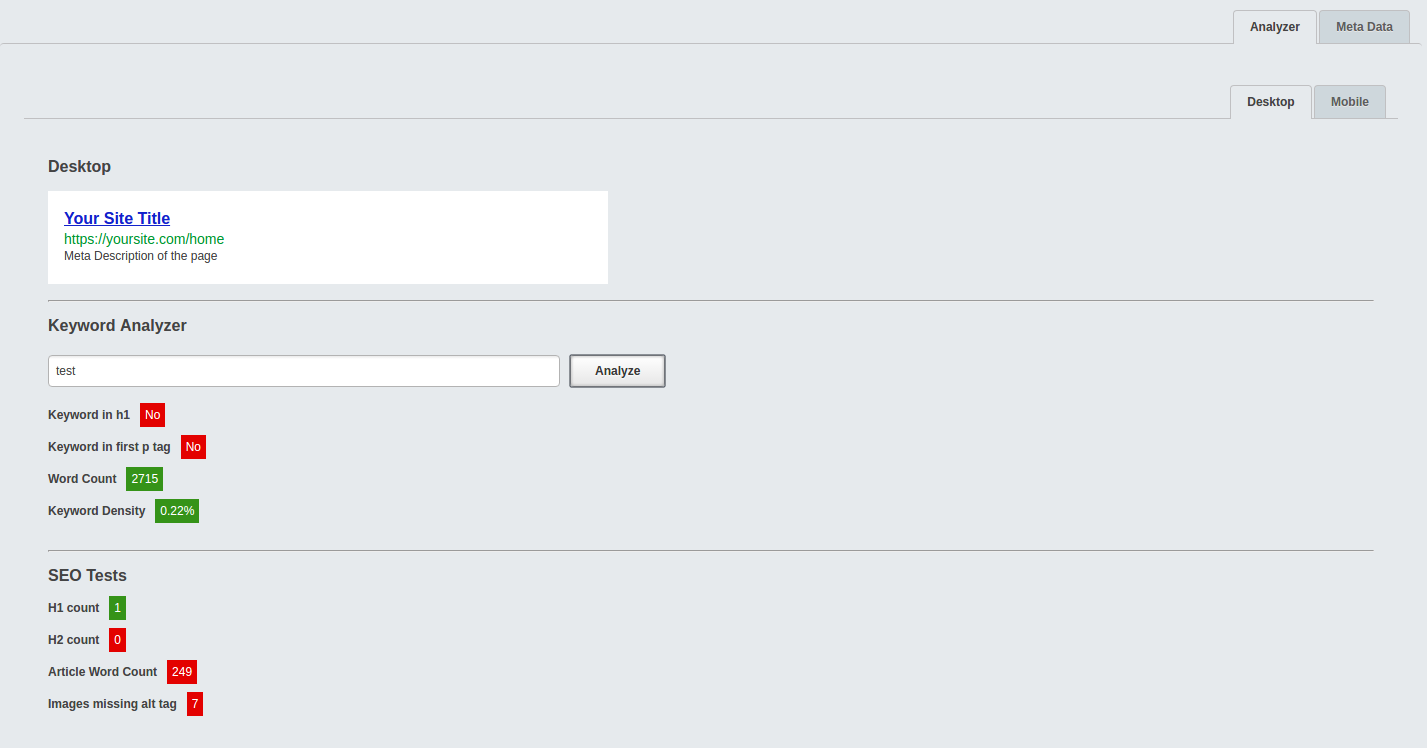 Analyzer Meta Data
Desktop Mobile
Desktop
Your Site Title
https://yoursite.com/home
Meta Description of the page
Keyword Analyzer
test Analyze
Keyword in h1 No
Keyword in first p tag No
Word Count 2715
Keyword Density 0.22%
SEO Tests
H1 count 1
H2 count 0
Article Word Count 249
Images missing alt tag 7